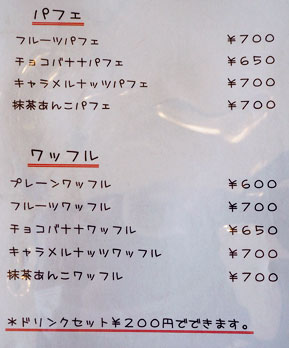 パフェ
フルーツパフェ ￥７００
チョコバナナパフェ ￥６５０
キャラメルナッツパフェ ￥７００
抹茶あんこパフェ ￥７００
ワッフル
プレーンワッフル ￥６００
フルーツワッフル ￥７００
チョコバナナワッフル ￥６５０
キャラメルナッツワッフル ￥７００
抹茶あんこワッフル ￥７００
＊ドリンクセット￥２００円でできます。